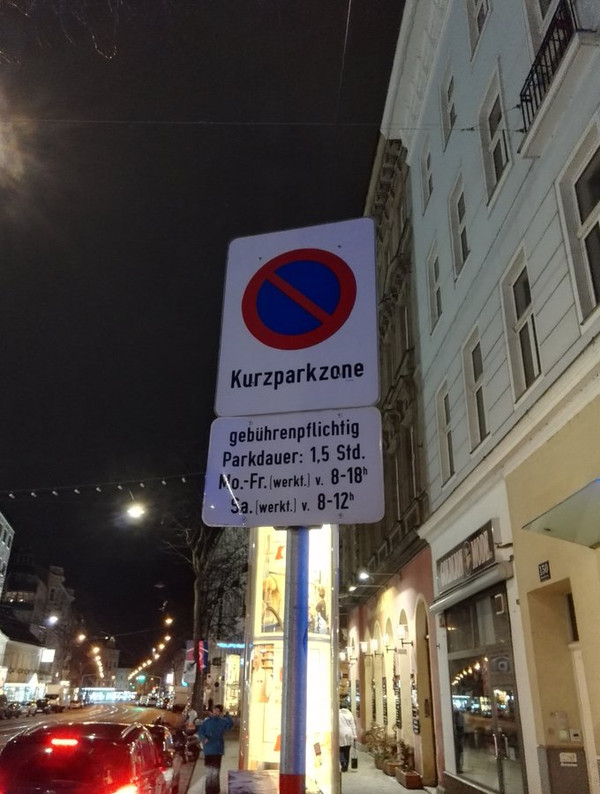 Kurzparkzone
gebührenpflichtig
Parkdauer: 1,5 Std.
Mo.-Fr. (werkt.) v. 8-18h
Sa. (werkt.) v. 8-12h